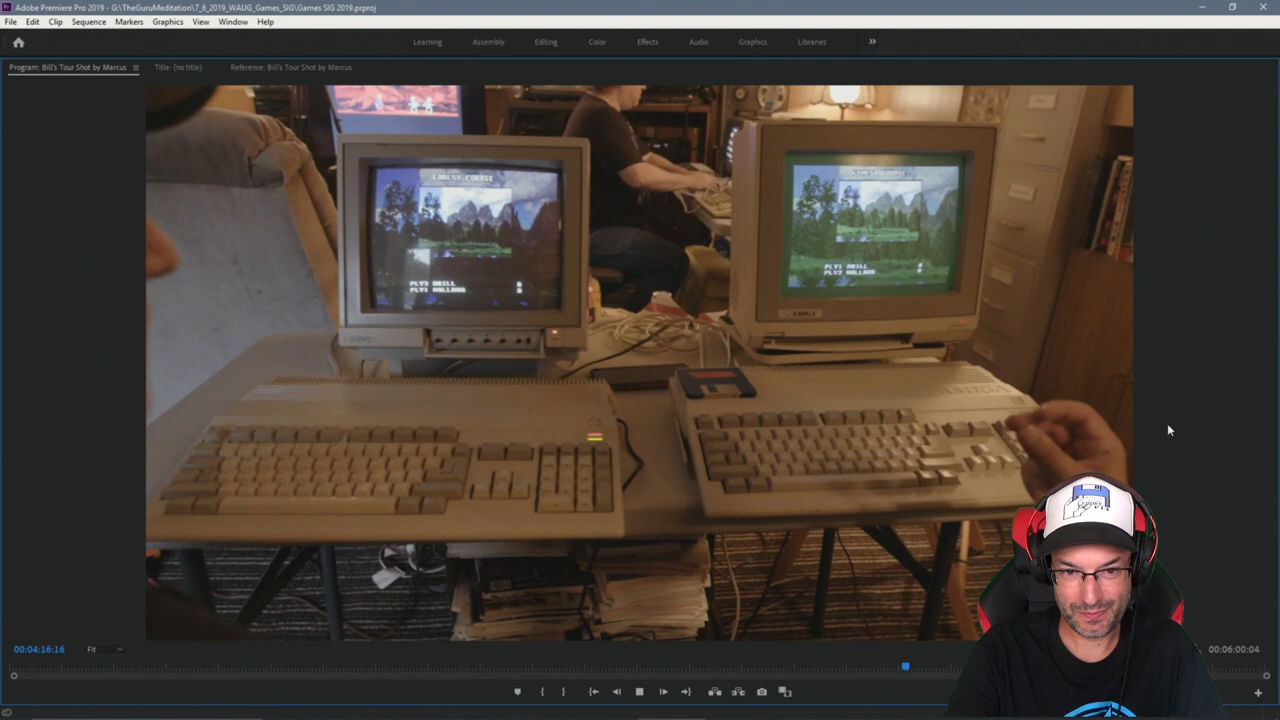 Adobe Premiere Pro 2019 - G:\TheGuruMeditation\7_6_2019_WAUG_Games_SIG\Games SIG 2019.prproj
File Edit Clip Sequence Markers Graphics View Window Help
Learning Assembly Editing Color Effects Audio Graphics Libraries
Program: Bill's Tour Shot by Marcus Title: (no title) Reference: Bill's Tour Shot by Marcus
AMIGA
00:04:16:16 Fit 00:06:00:04